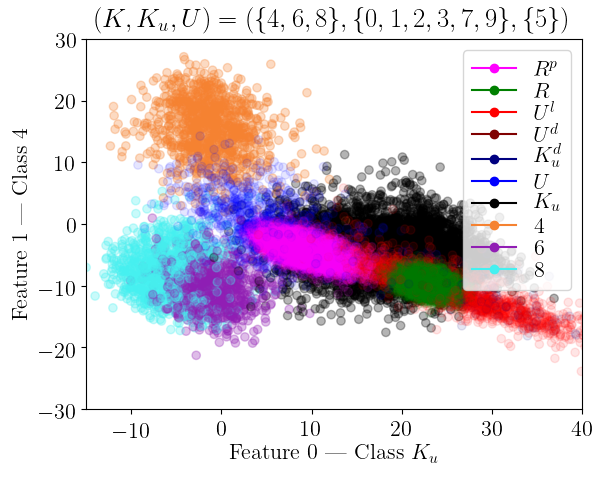 (K, K_u, U) = ({4, 6, 8}, {0, 1, 2, 3, 7, 9}, {5})
30
20
10
0
−10
−20
−30
Feature 1 — Class 4
R^p
R
U^l
U^d
K_u^d
U
K_u
4
6
8
−10
0
10
20
30
40
Feature 0 — Class K_u